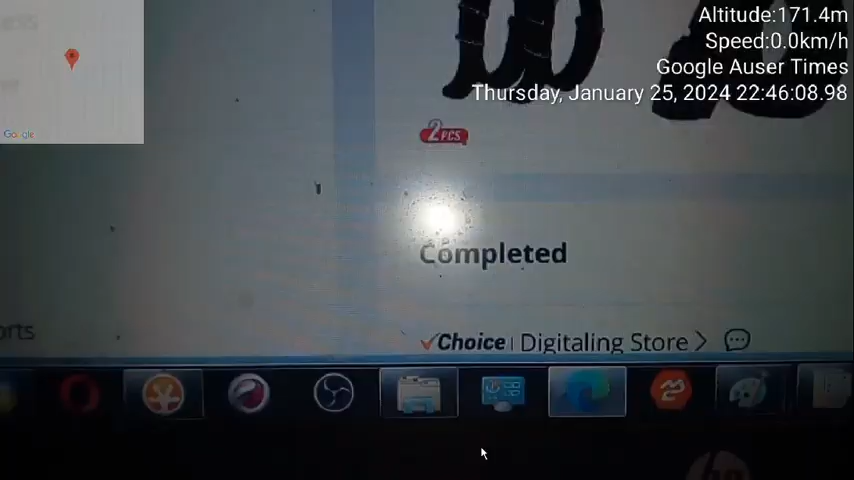 Altitude:171.4m
Speed:0.0km/h
Google Auser Times
Thursday, January 25, 2024 22:46:08.98
Google
2PCS
Completed
Choice | Digitaling Store >
orts